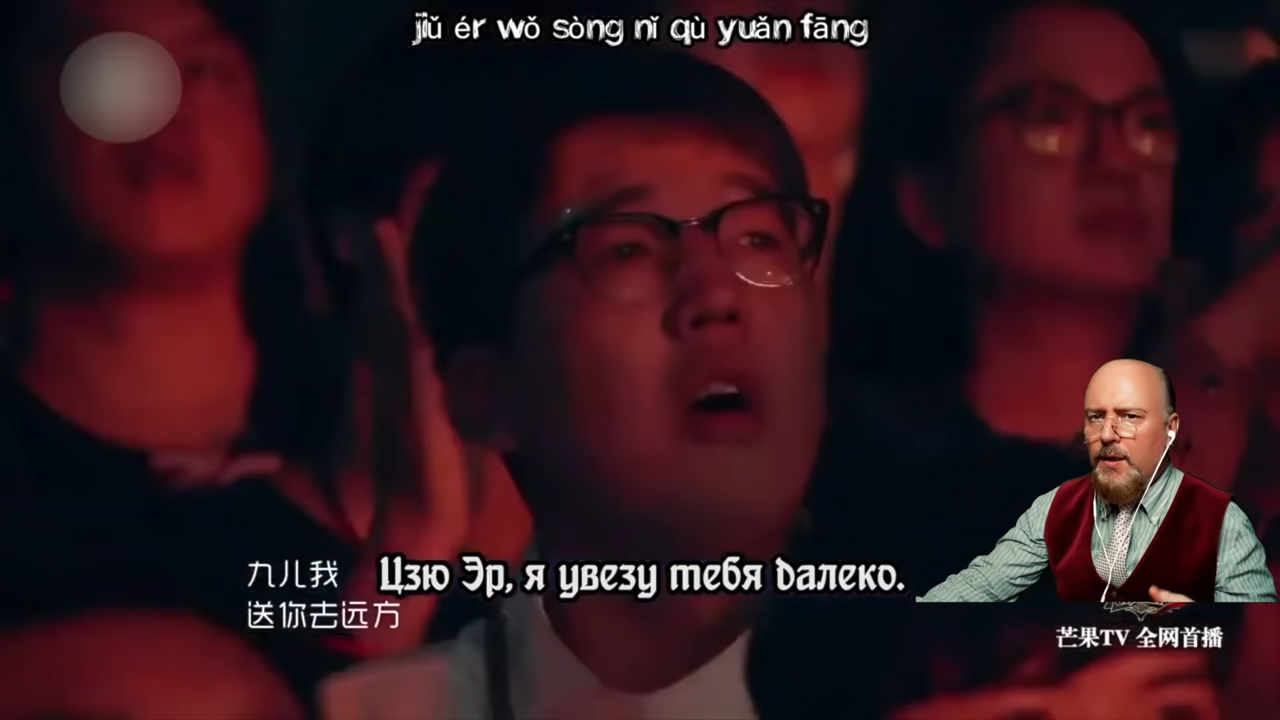 jiǔ ér wǒ sòng nǐ qù yuǎn fāng
九儿我
送你去远方
Цзю Эр, я увезу тебя далеко.
芒果TV 全网首播